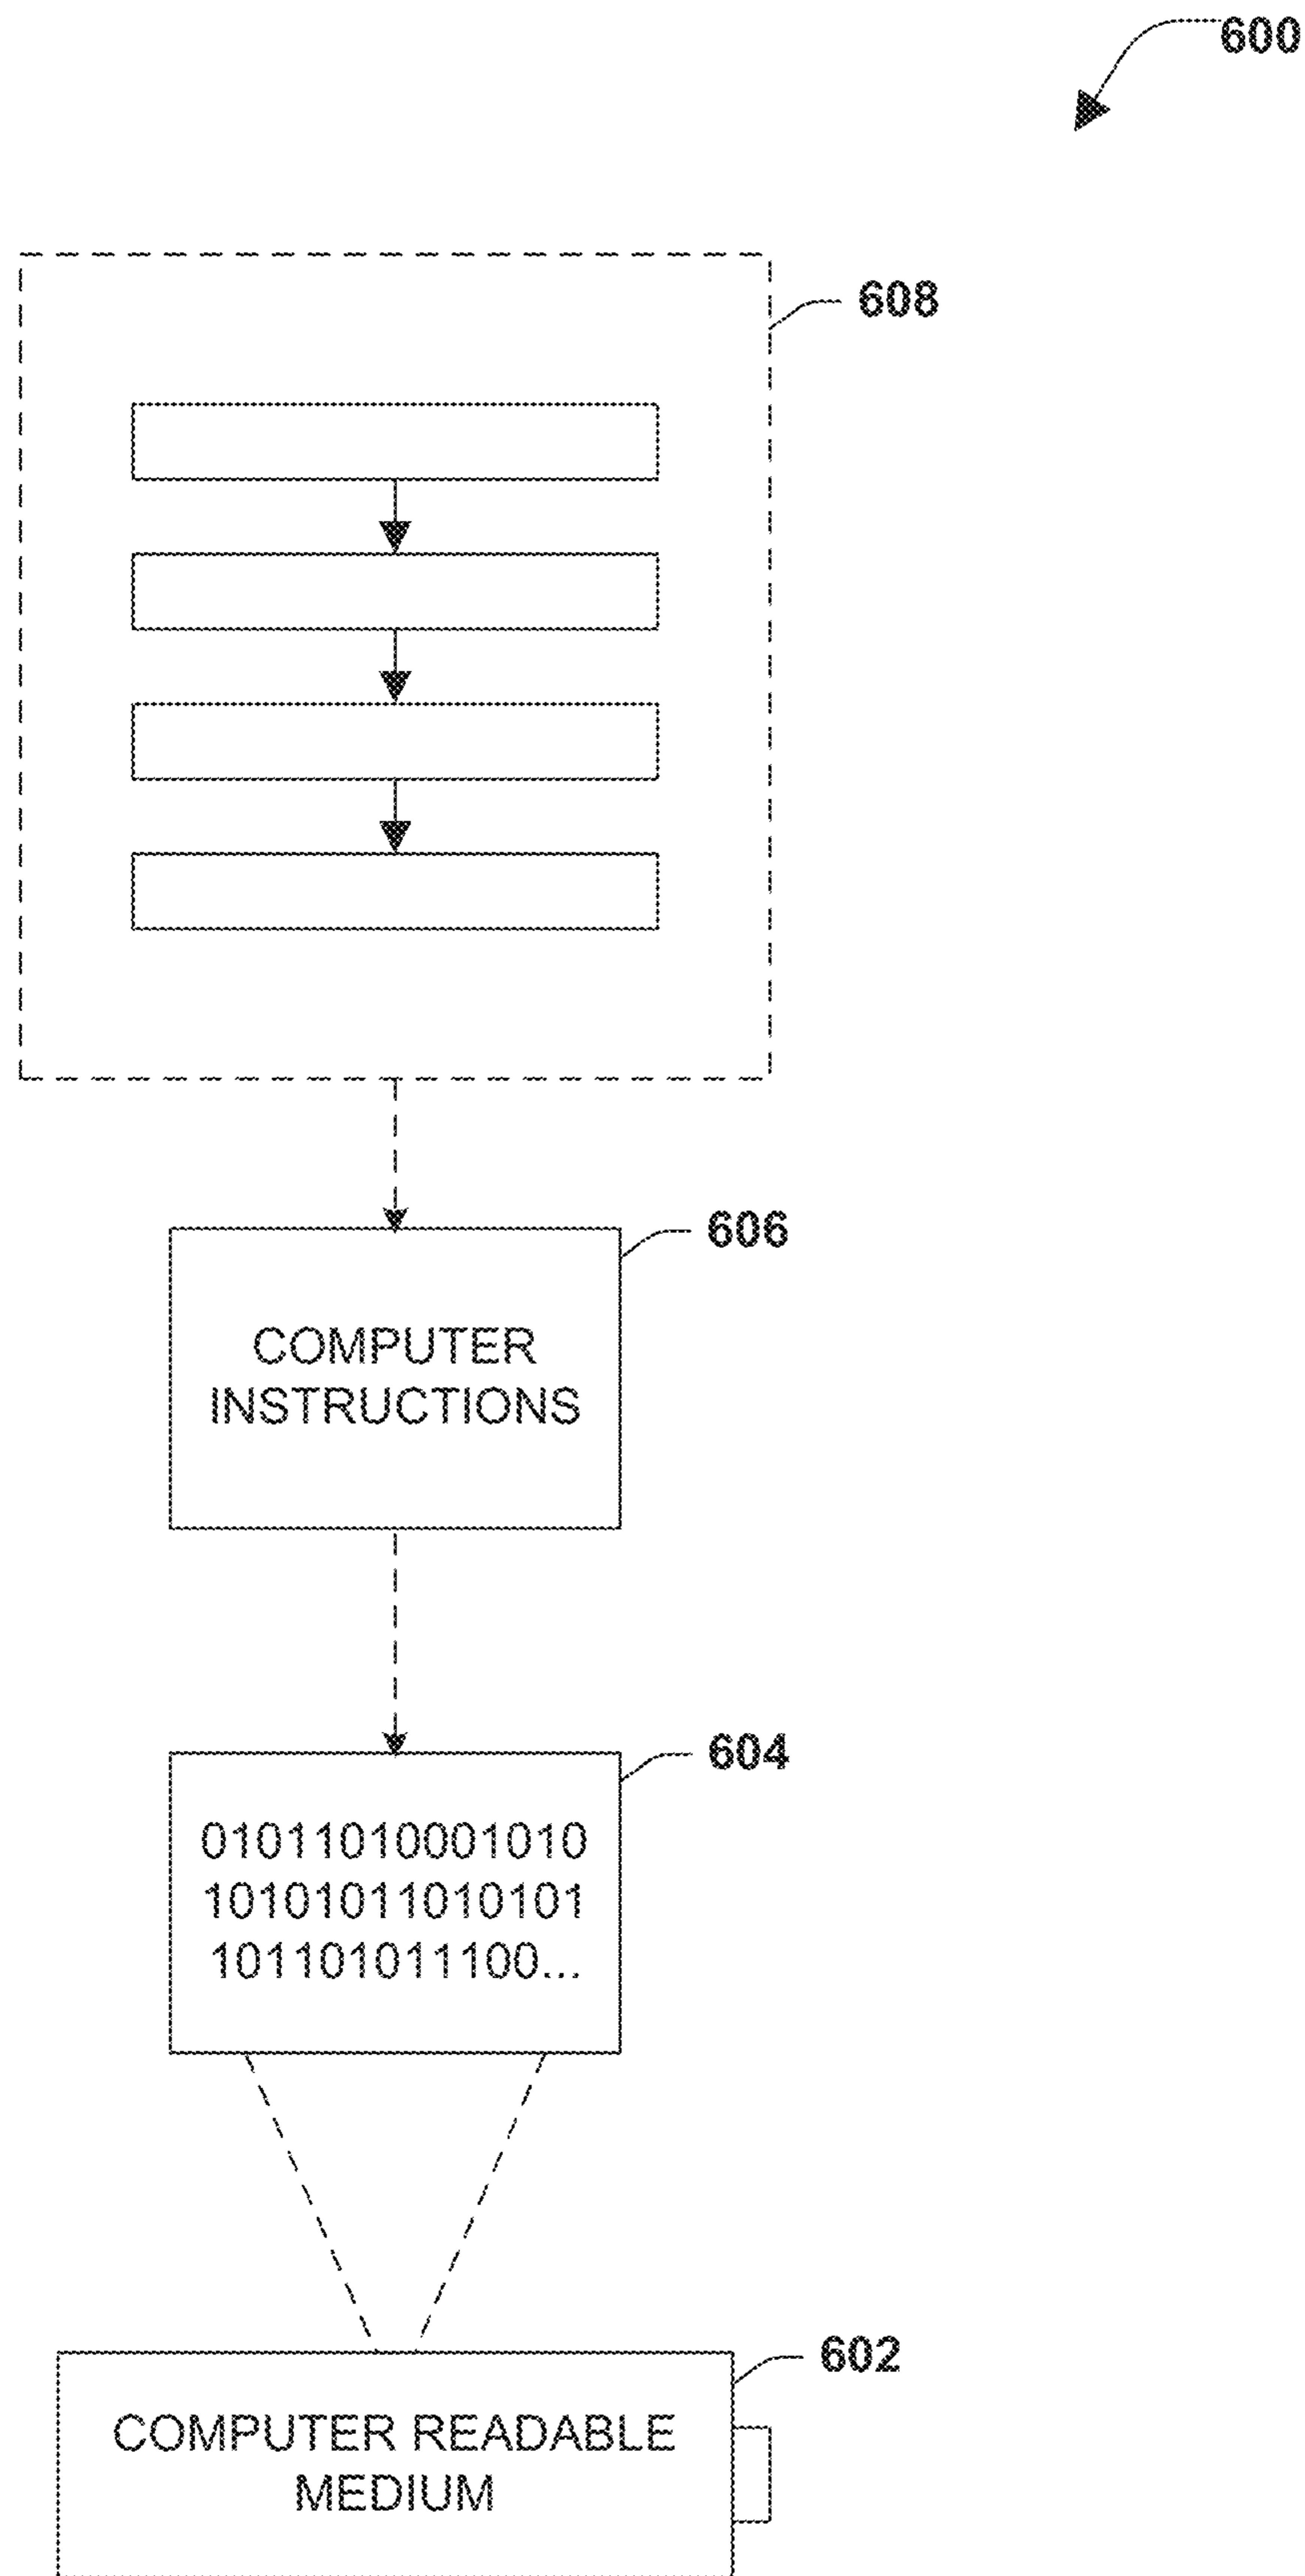 600
608
606
COMPUTER
INSTRUCTIONS
604
01011010001010
10101011010101
101101011100...
602
COMPUTER READABLE
MEDIUM